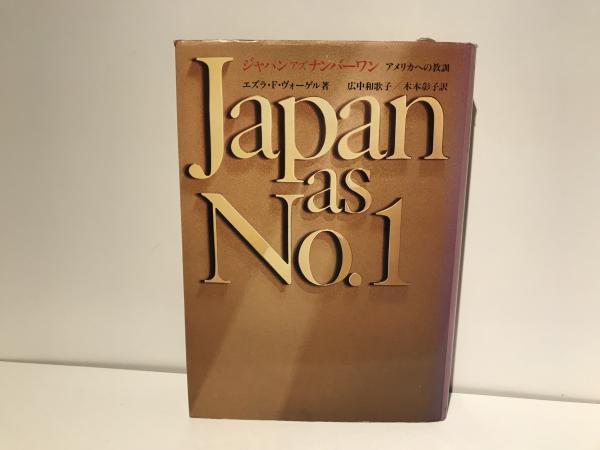 ジャパンアズナンバーワン アメリカへの教訓
エズラ・F・ヴォーゲル著 広中和歌子/木本彰子訳
Japan
as
No.1